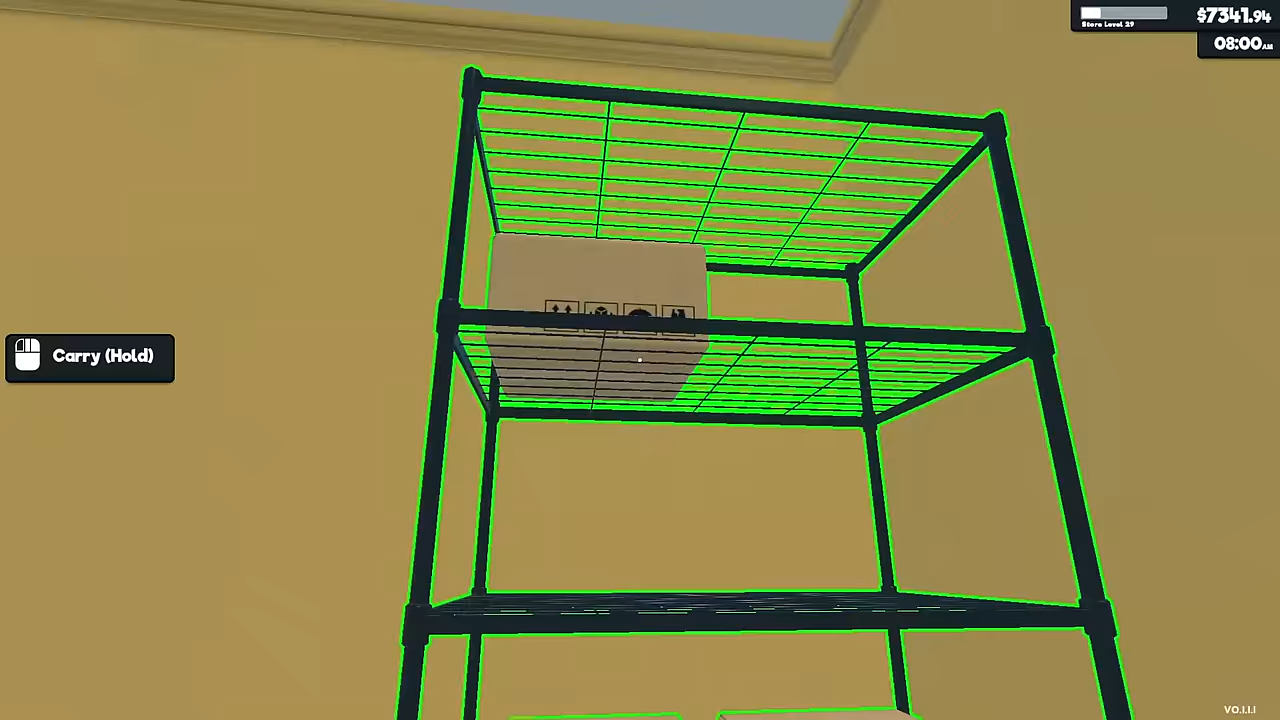 $7341.94
Store Level 29
08:00AM
Carry (Hold)
V0.1.1.1